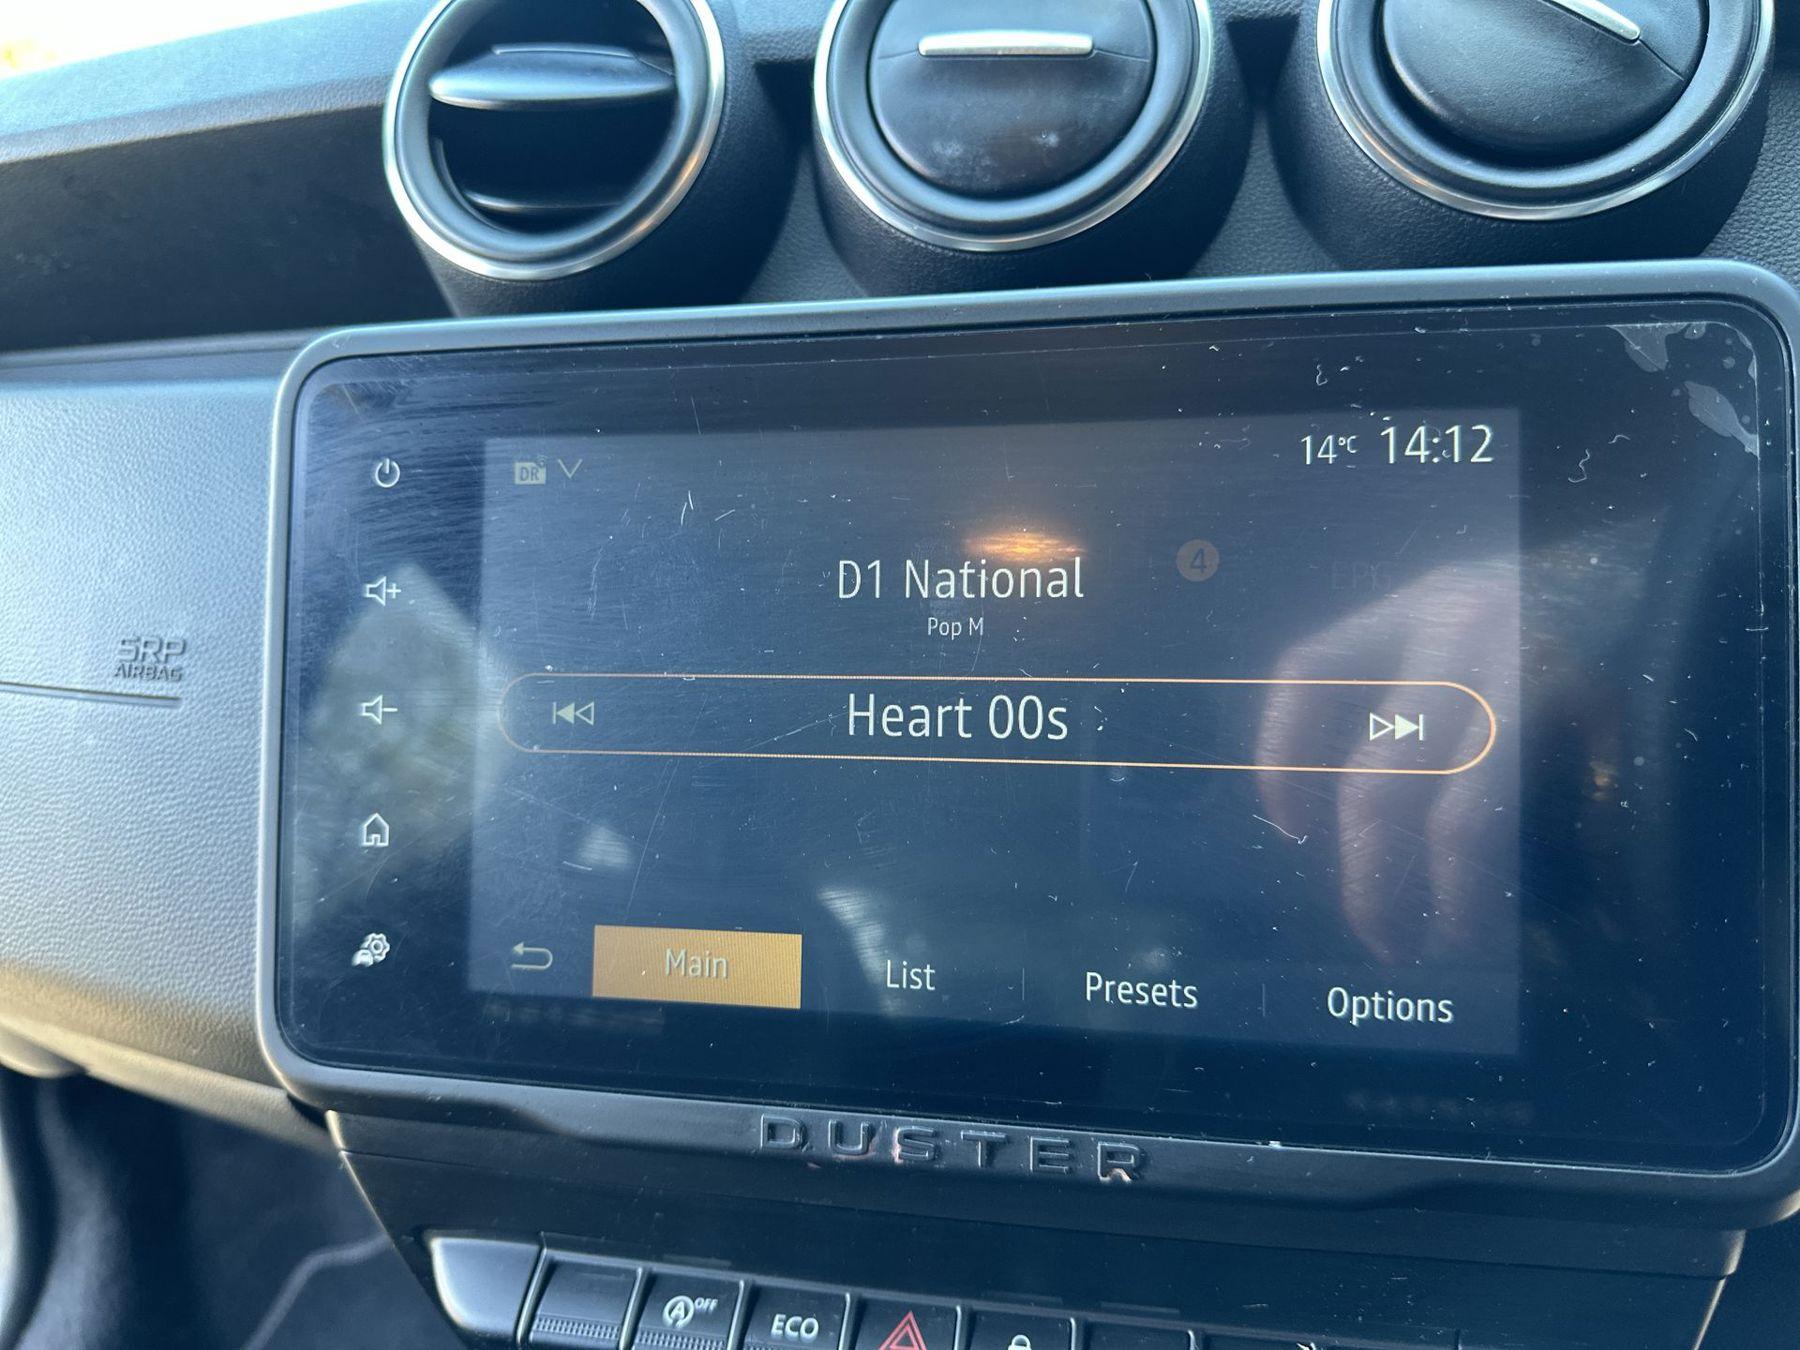 14°C 14:12
DR
D1 National
4
Pop M
Heart 00s
SRP
AIRBAG
Main
List
Presets
Options
DUSTER
A OFF
ECO